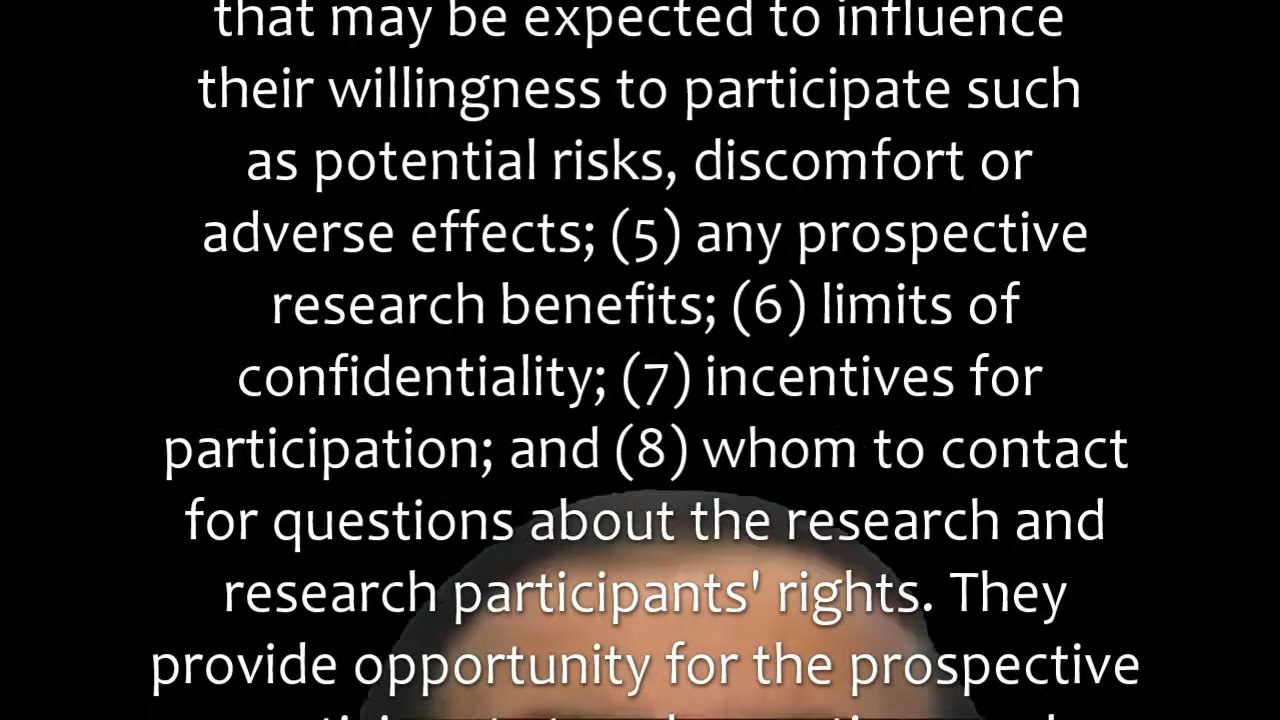 that may be expected to influence
their willingness to participate such
as potential risks, discomfort or
adverse effects; (5) any prospective
research benefits; (6) limits of
confidentiality; (7) incentives for
participation; and (8) whom to contact
for questions about the research and
research participants' rights. They
provide opportunity for the prospective